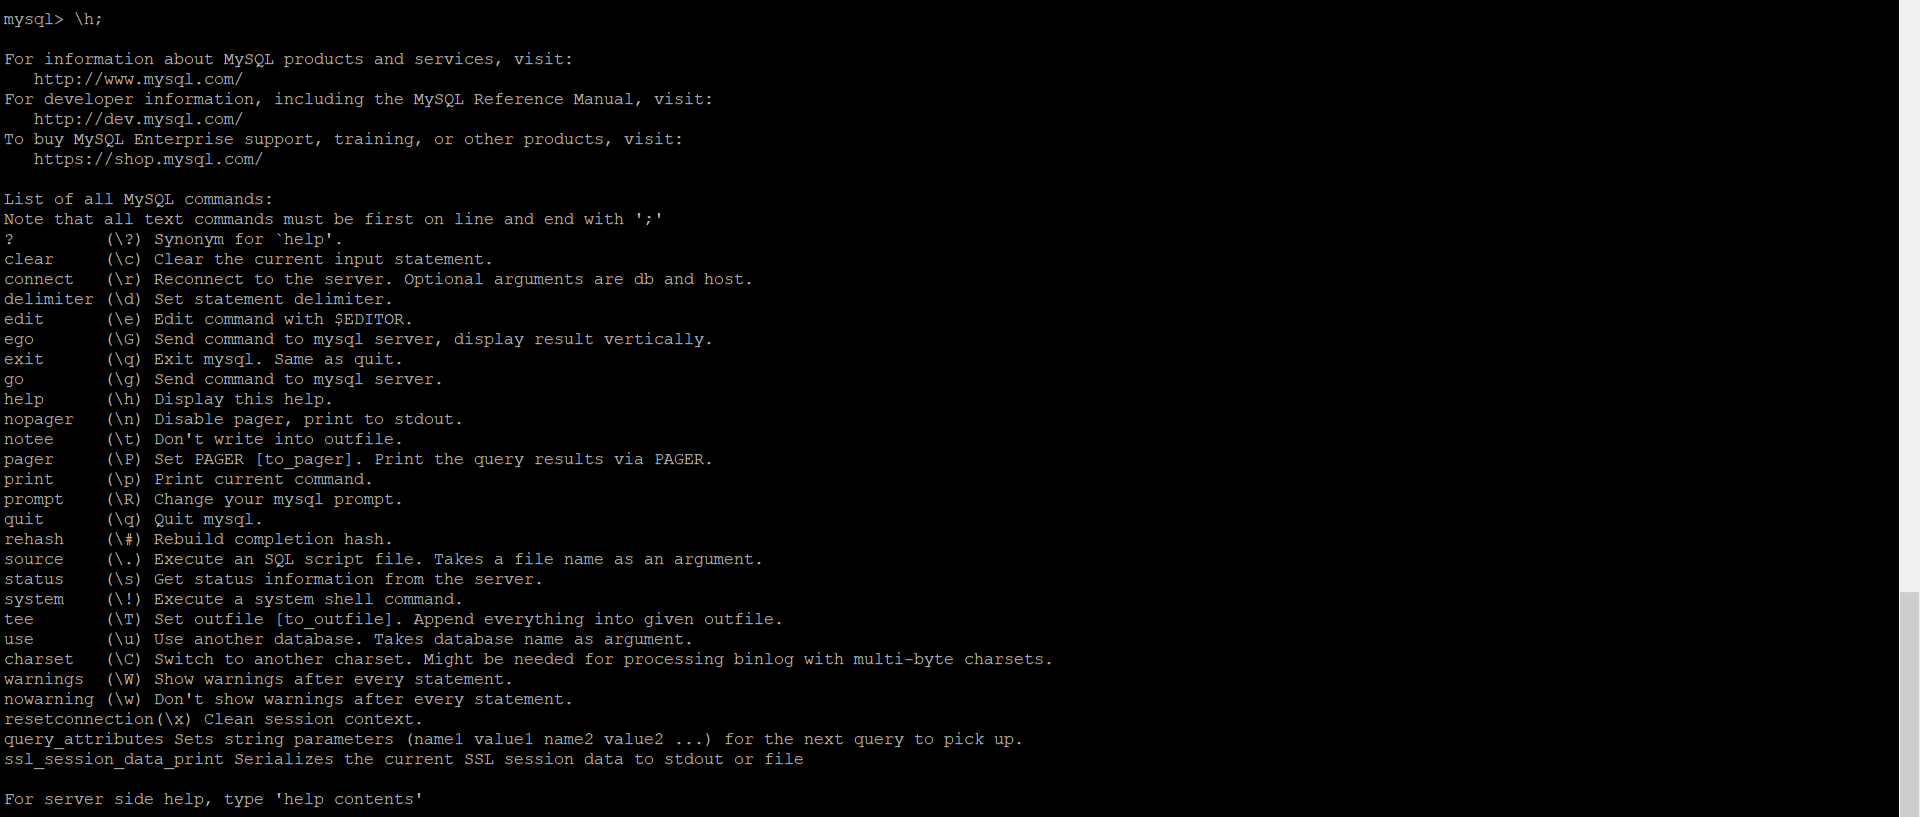 mysql> \h;

For information about MySQL products and services, visit:
   http://www.mysql.com/
For developer information, including the MySQL Reference Manual, visit:
   http://dev.mysql.com/
To buy MySQL Enterprise support, training, or other products, visit:
   https://shop.mysql.com/

List of all MySQL commands:
Note that all text commands must be first on line and end with ';'
?         (\?) Synonym for `help'.
clear     (\c) Clear the current input statement.
connect   (\r) Reconnect to the server. Optional arguments are db and host.
delimiter (\d) Set statement delimiter.
edit      (\e) Edit command with $EDITOR.
ego       (\G) Send command to mysql server, display result vertically.
exit      (\q) Exit mysql. Same as quit.
go        (\g) Send command to mysql server.
help      (\h) Display this help.
nopager   (\n) Disable pager, print to stdout.
notee     (\t) Don't write into outfile.
pager     (\P) Set PAGER [to_pager]. Print the query results via PAGER.
print     (\p) Print current command.
prompt    (\R) Change your mysql prompt.
quit      (\q) Quit mysql.
rehash    (\#) Rebuild completion hash.
source    (\.) Execute an SQL script file. Takes a file name as an argument.
status    (\s) Get status information from the server.
system    (\!) Execute a system shell command.
tee       (\T) Set outfile [to_outfile]. Append everything into given outfile.
use       (\u) Use another database. Takes database name as argument.
charset   (\C) Switch to another charset. Might be needed for processing binlog with multi-byte charsets.
warnings  (\W) Show warnings after every statement.
nowarning (\w) Don't show warnings after every statement.
resetconnection(\x) Clean session context.
query_attributes Sets string parameters (name1 value1 name2 value2 ...) for the next query to pick up.
ssl_session_data_print Serializes the current SSL session data to stdout or file

For server side help, type 'help contents'